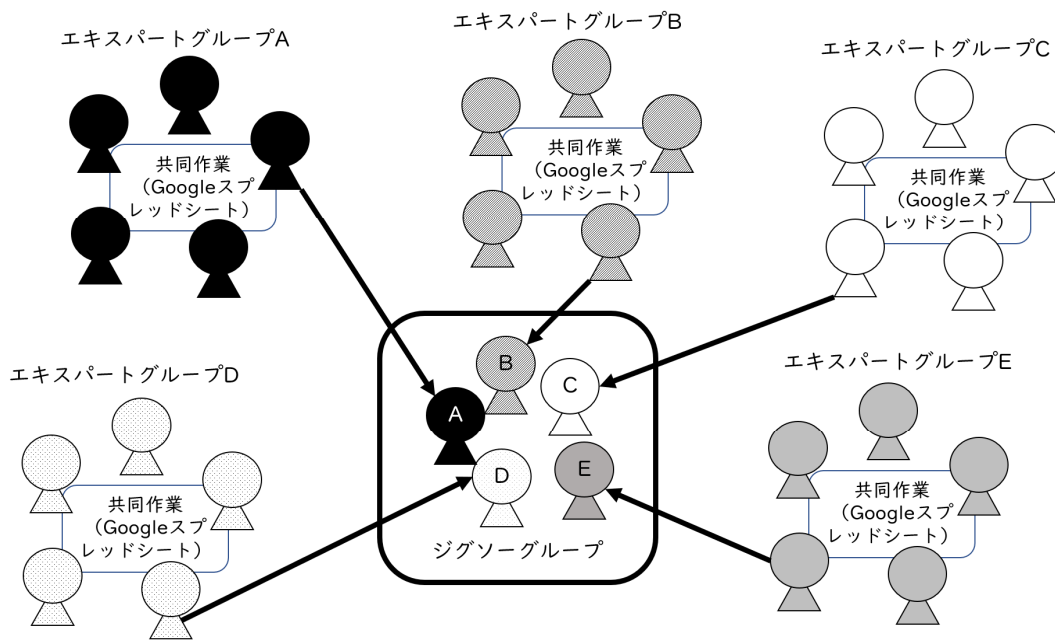 エキスパートグループA
共同作業
（Googleスプ
レッドシート）
エキスパートグループB
共同作業
（Googleスプ
レッドシート）
エキスパートグループC
共同作業
（Googleスプ
レッドシート）
エキスパートグループD
共同作業
（Googleスプ
レッドシート）
B
C
A
D
E
ジグソーグループ
エキスパートグループE
共同作業
（Googleスプ
レッドシート）